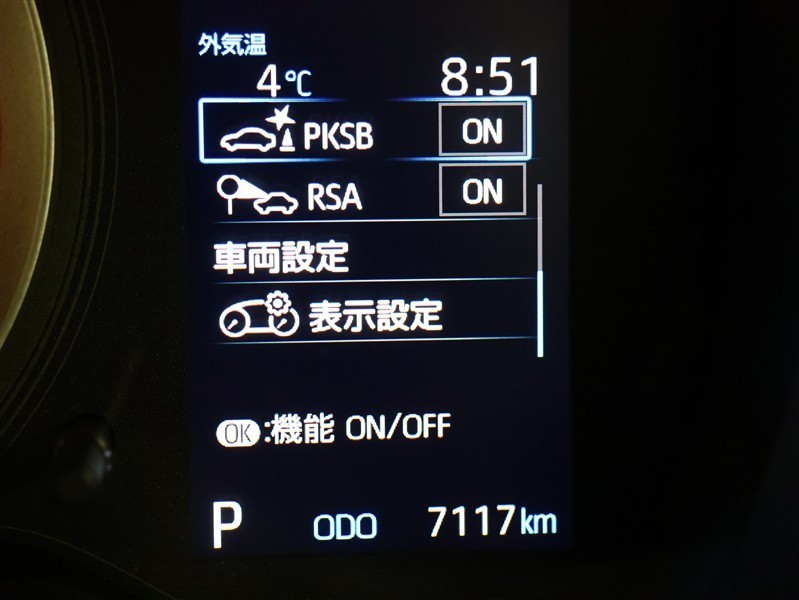 外気温
4℃ 8:51
PKSB ON
RSA ON
車両設定
表示設定
OK:機能 ON/OFF
P ODO 7117km